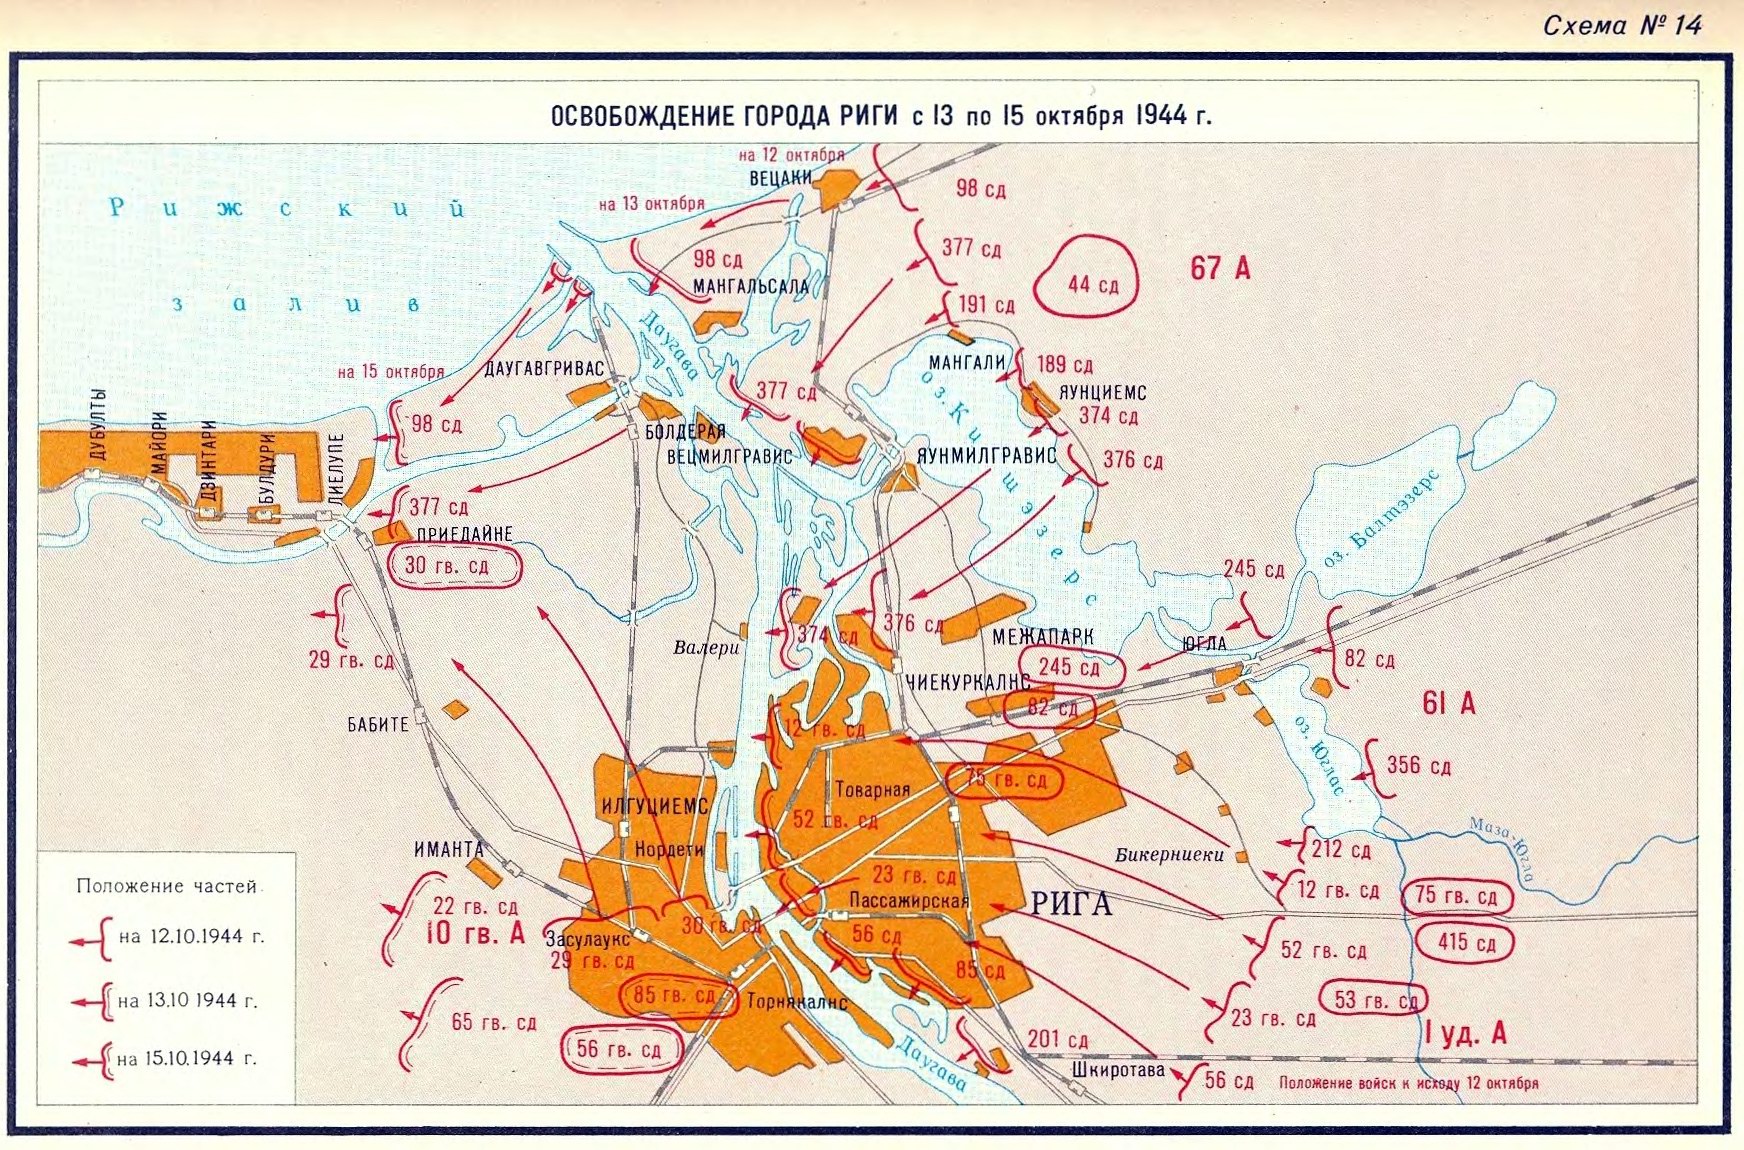 Схема № 14
ОСВОБОЖДЕНИЕ ГОРОДА РИГИ с 13 по 15 октября 1944 г.
на 12 октября
ВЕЦАКИ
98 сд
Рижский
на 13 октября
377 сд
67 А
98 сд
44 сд
МАНГАЛЬСАЛА
залив
191 сд
Даугава
МАНГАЛИ
189 сд
на 15 октября
ДАУГАВГРИВАС
оз. Кишэзерс
ЯУНЦИЕМС
377 сд
374 сд
98 сд
ДУБУЛТЫ
МАЙОРИ
ДЗИНТАРИ
БУЛДУРИ
ЛИЕЛУПЕ
БОЛДЕРАЯ
ВЕЦМИЛГРАВИС
ЯУНМИЛГРАВИС
376 сд
377 сд
оз. Балтэзерс
ПРИЕДАЙНЕ
30 гв. сд
245 сд
374 сд
376 сд
МЕЖАПАРК
Валери
ЮГЛА
29 гв. сд
245 сд
82 сд
ЧИЕКУРКАЛНС
82 сд
61 А
БАБИТЕ
12 гв. сд
оз. Юглас
356 сд
75 гв. сд
Товарная
ИЛГУЦИЕМС
52 гв. сд
Маза-Югла
ИМАНТА
Нордети
Бикерниеки
212 сд
23 гв. сд
12 гв. сд
75 гв. сд
Положение частей
22 гв. сд
Пассажирская
РИГА
10 гв. А
30 гв. сд
на 12.10.1944 г.
Засулаукс
56 сд
415 сд
29 гв. сд
52 гв. сд
85 сд
85 гв. сд
Торнякалнс
53 гв. сд
на 13.10 1944 г.
65 гв. сд
23 гв. сд
1 уд. А
201 сд
56 гв. сд
Даугава
на 15.10.1944 г.
Шкиротава
56 сд
Положение войск к исходу 12 октября